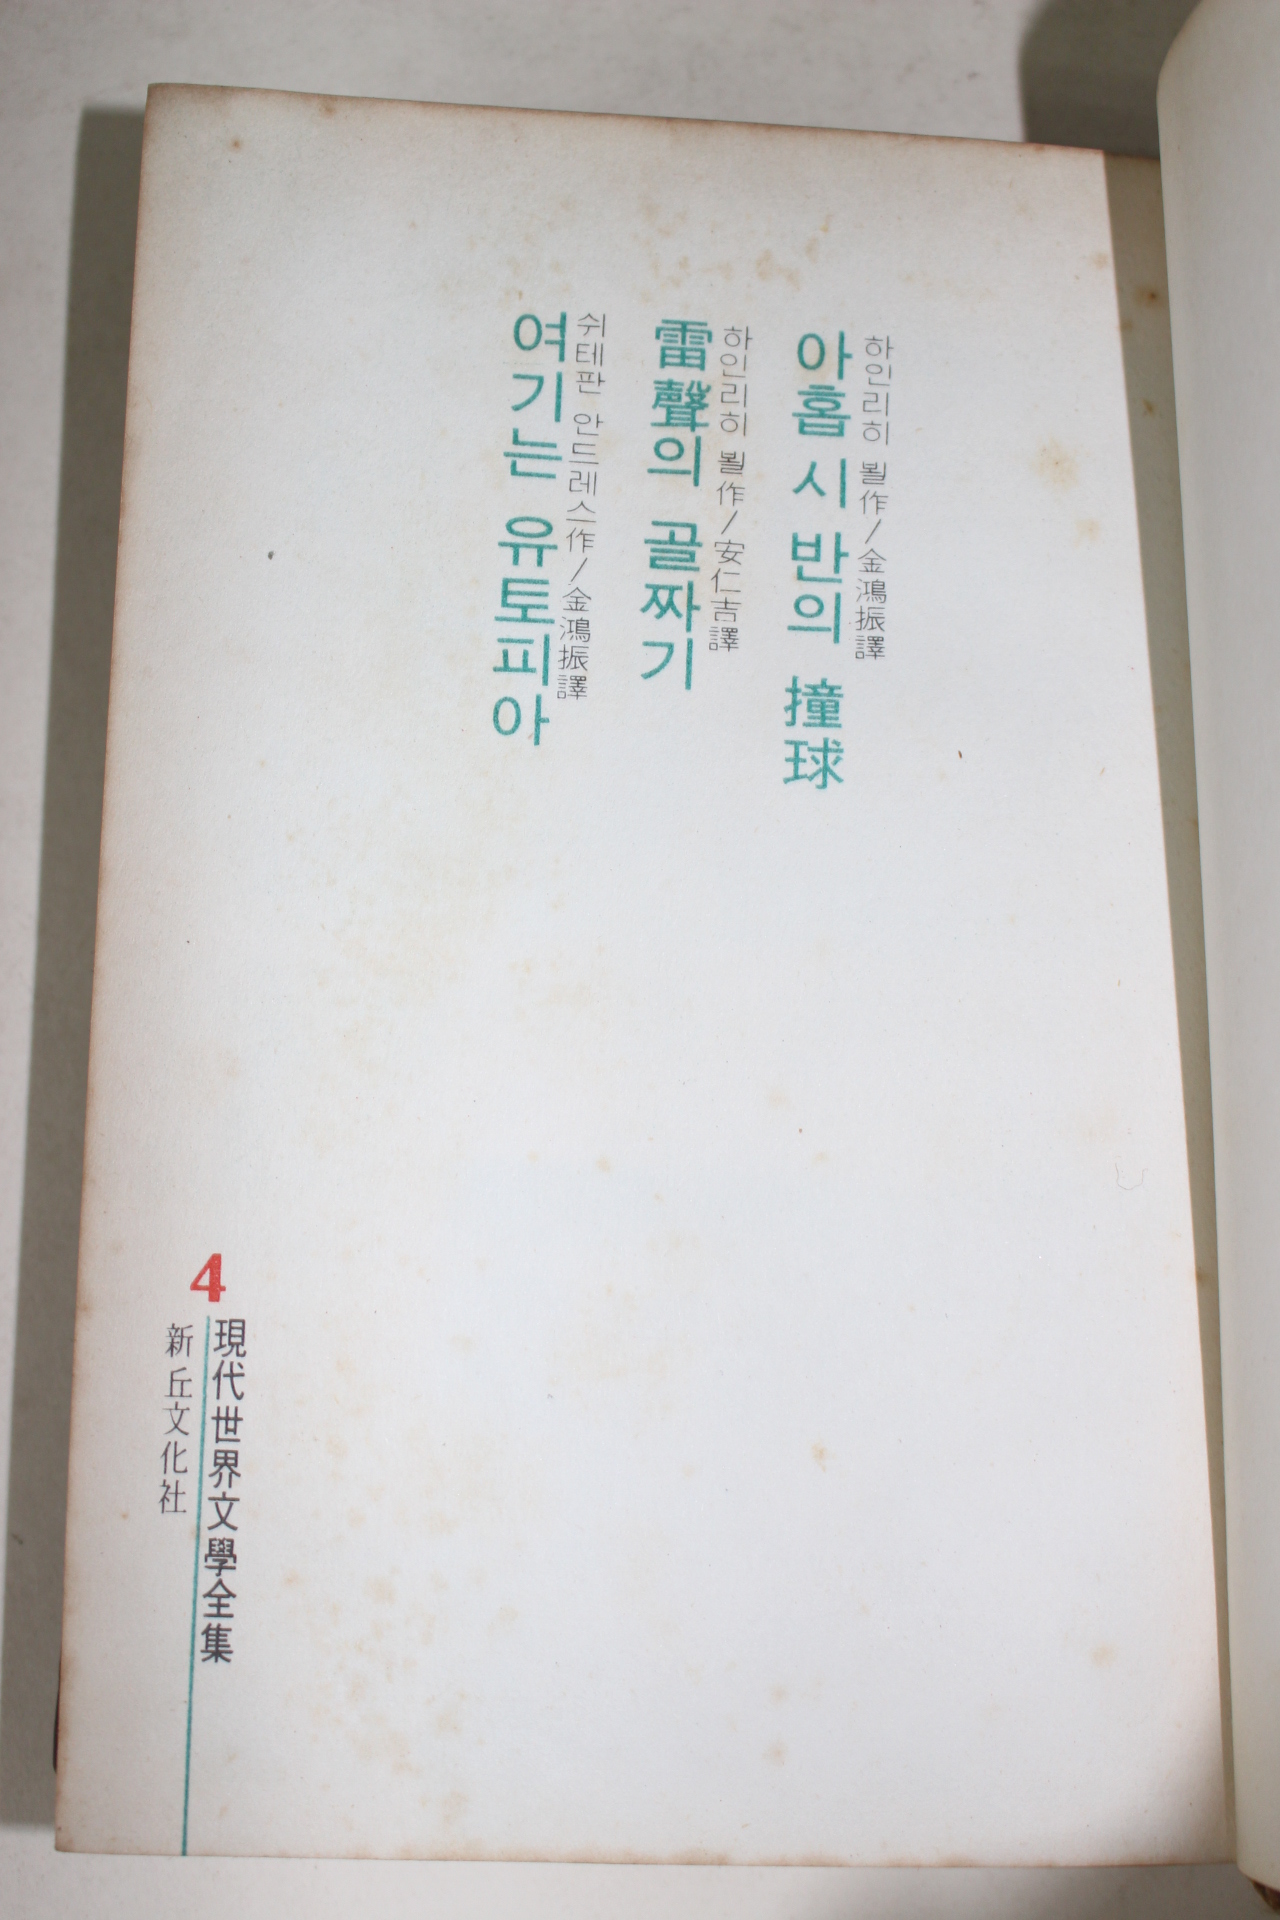 하인리히 뵐 作/金鴻振譯
아홉 시 반의 撞球
하인리히 뵐 作/安仁吉譯
雷聲의 골짜기
쉬테판 안드레스作/金鴻振譯
여기는 유토피아
4
現代世界文學全集
新丘文化社